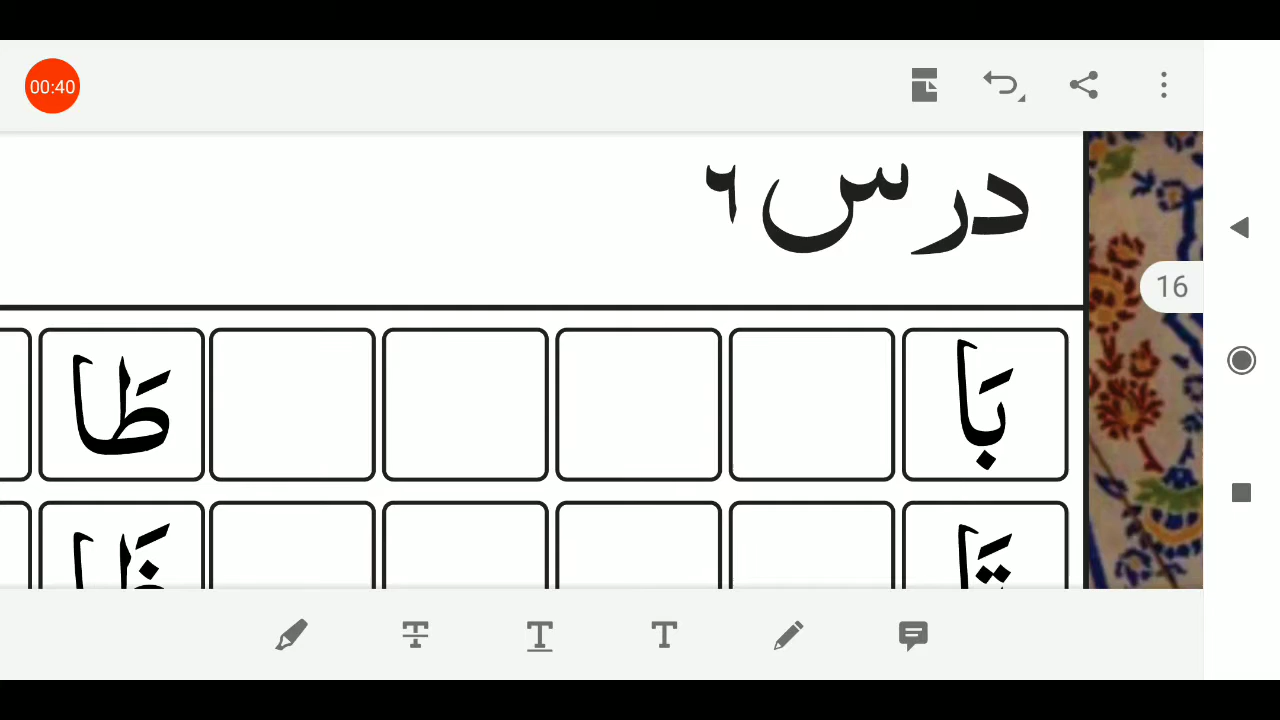 00:40
درس ٦
16
بَا
طَا
تَا
ظَا